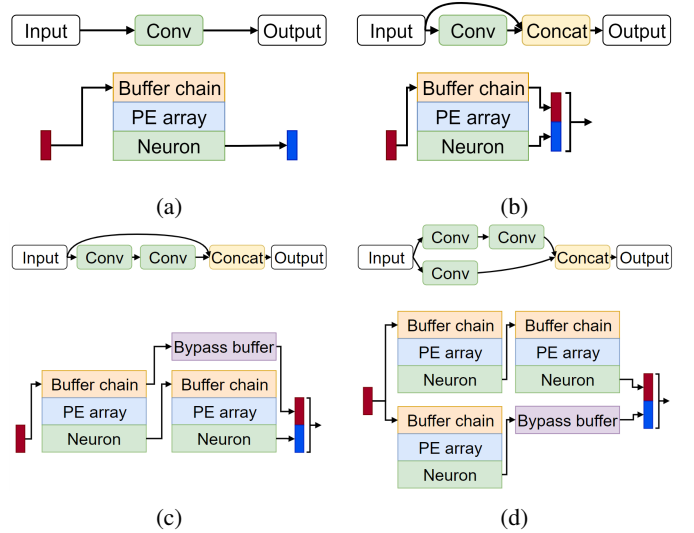 Input Conv Output
Buffer chain
PE array
Neuron
(a)
Input Conv Concat Output
Buffer chain
PE array
Neuron
(b)
Input Conv Conv Concat Output
Bypass buffer
Buffer chain Buffer chain
PE array PE array
Neuron Neuron
(c)
Conv Conv
Input Concat Output
Conv
Buffer chain Buffer chain
PE array PE array
Neuron Neuron
Buffer chain Bypass buffer
PE array
Neuron
(d)